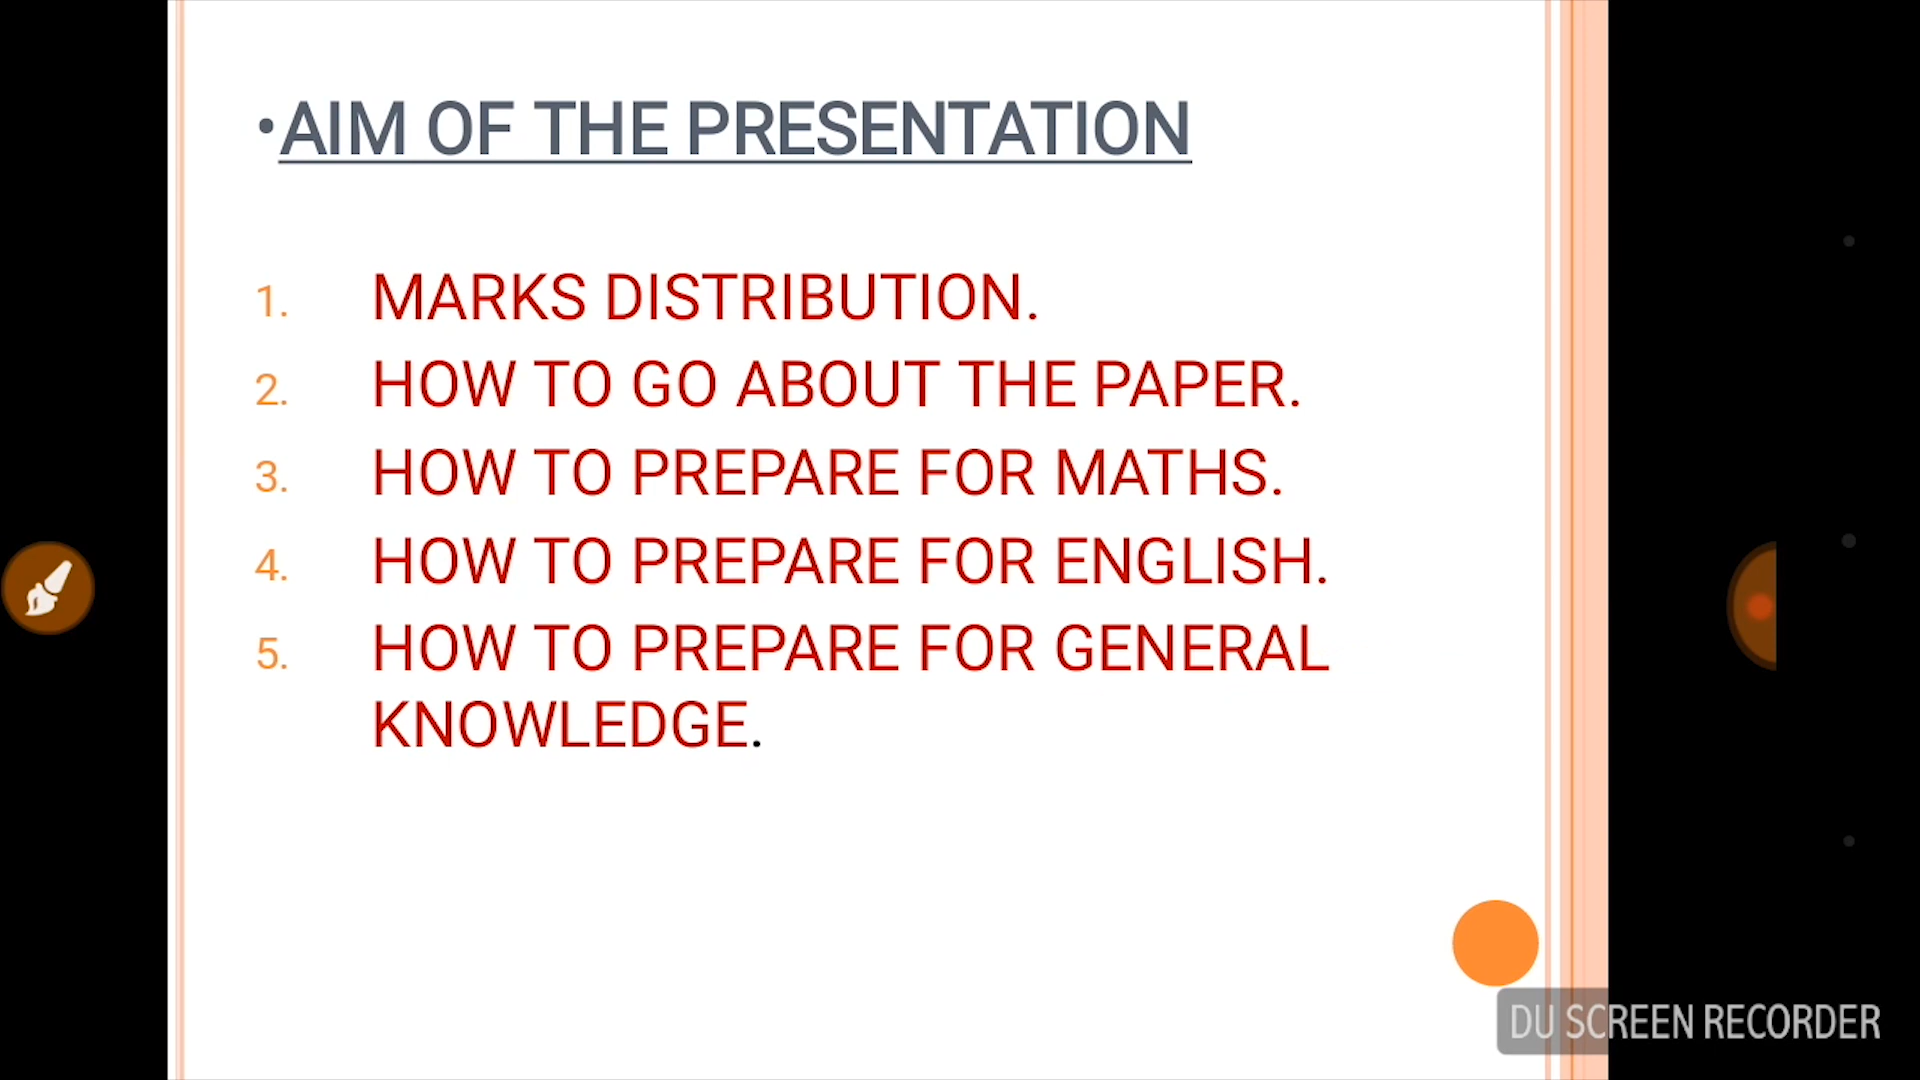 •AIM OF THE PRESENTATION
1. MARKS DISTRIBUTION.
2. HOW TO GO ABOUT THE PAPER.
3. HOW TO PREPARE FOR MATHS.
4. HOW TO PREPARE FOR ENGLISH.
5. HOW TO PREPARE FOR GENERAL
KNOWLEDGE.
DU SCREEN RECORDER